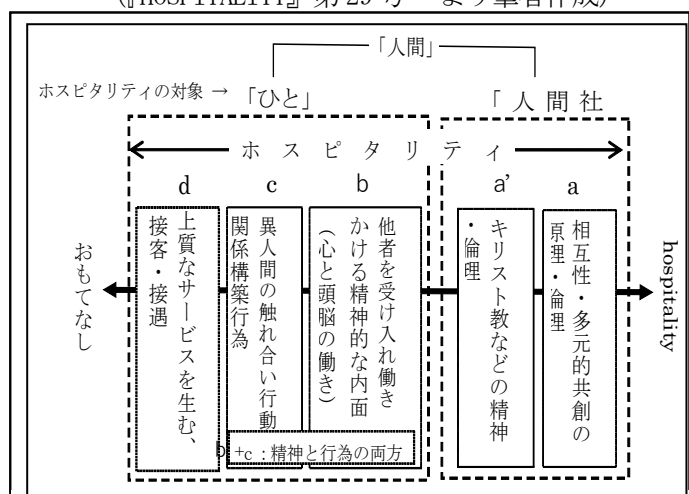 (『HOSPITALITY』第29号 より筆者作成)
「人間」
ホスピタリティの対象 → 「ひと」
「人間社
ホスピタリティ
d
c
b
a’
a
おもてなし
上質なサービスを生む、
接客・接遇
異人間の触れ合い行動
関係構築行為
他者を受け入れ働き
かける精神的な内面
(心と頭脳の働き)
キリスト教などの精神
・倫理
相互性・多元的共創の
原理・倫理
hospitality
b +c：精神と行為の両方